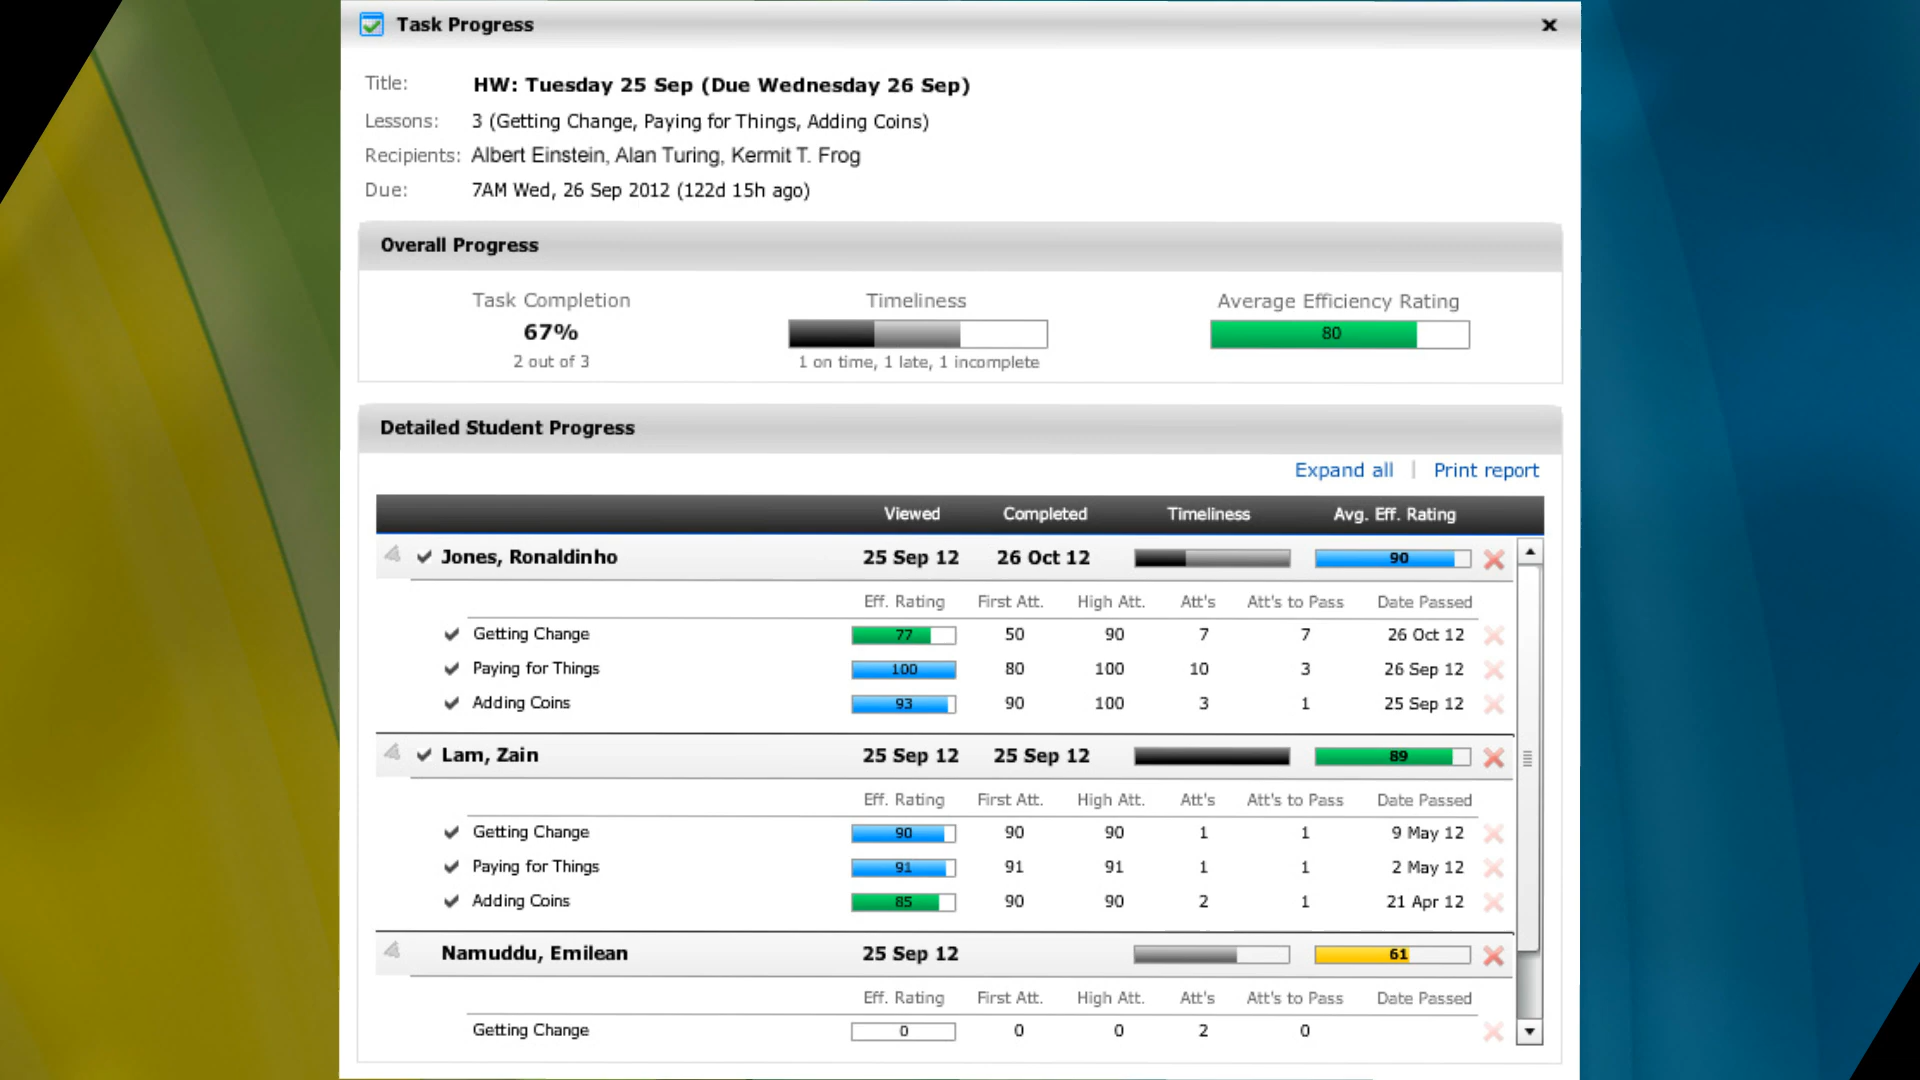 Task Progress
Title: HW: Tuesday 25 Sep (Due Wednesday 26 Sep)
Lessons: 3 (Getting Change, Paying for Things, Adding Coins)
Recipients: Albert Einstein, Alan Turing, Kermit T. Frog
Due: 7AM Wed, 26 Sep 2012 (122d 15h ago)
Overall Progress
Task Completion Timeliness Average Efficiency Rating
67% 80
2 out of 3 1 on time, 1 late, 1 incomplete
Detailed Student Progress
Expand all | Print report
Viewed Completed Timeliness Avg. Eff. Rating
Jones, Ronaldinho 25 Sep 12 26 Oct 12 90
Eff. Rating First Att. High Att. Att's Att's to Pass Date Passed
Getting Change 77 50 90 7 7 26 Oct 12
Paying for Things 100 80 100 10 3 26 Sep 12
Adding Coins 93 90 100 3 1 25 Sep 12
Lam, Zain 25 Sep 12 25 Sep 12 89
Eff. Rating First Att. High Att. Att's Att's to Pass Date Passed
Getting Change 90 90 90 1 1 9 May 12
Paying for Things 91 91 91 1 1 2 May 12
Adding Coins 85 90 90 2 1 21 Apr 12
Namuddu, Emilean 25 Sep 12 61
Eff. Rating First Att. High Att. Att's Att's to Pass Date Passed
Getting Change 0 0 0 2 0